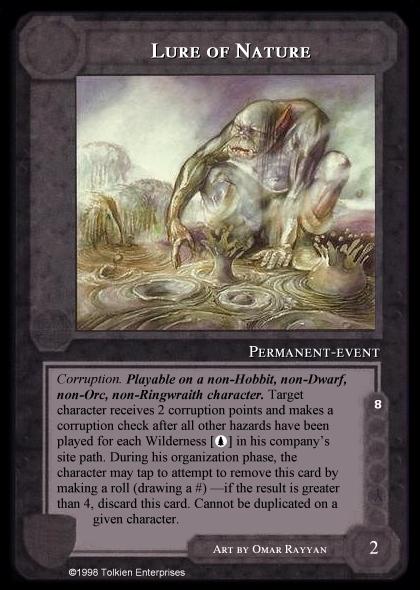 LURE OF NATURE
PERMANENT-EVENT
Corruption. Playable on a non-Hobbit, non-Dwarf,
non-Orc, non-Ringwraith character. Target
character receives 2 corruption points and makes a
corruption check after all other hazards have been
played for each Wilderness [] in his company's
site path. During his organization phase, the
character may tap to attempt to remove this card by
making a roll (drawing a #) —if the result is greater
than 4, discard this card. Cannot be duplicated on a
given character.
8
ART BY OMAR RAYYAN
2
©1998 Tolkien Enterprises